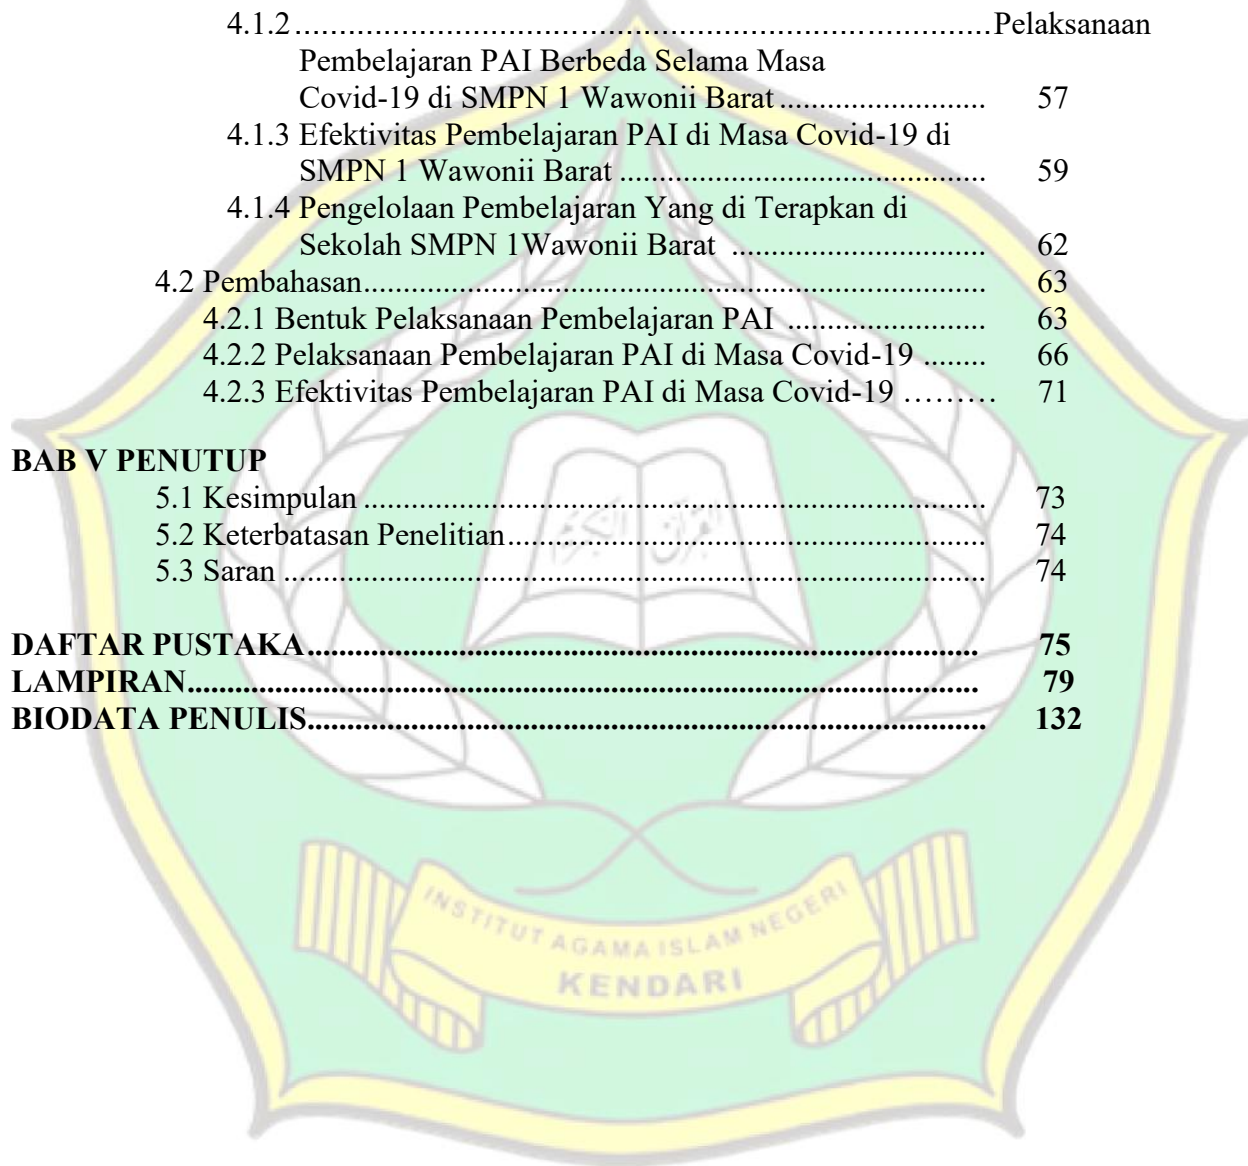 4.1.2.......................................................................Pelaksanaan
Pembelajaran PAI Berbeda Selama Masa
Covid-19 di SMPN 1 Wawonii Barat .......................... 57
4.1.3 Efektivitas Pembelajaran PAI di Masa Covid-19 di
SMPN 1 Wawonii Barat .............................................. 59
4.1.4 Pengelolaan Pembelajaran Yang di Terapkan di
Sekolah SMPN 1Wawonii Barat ................................ 62
4.2 Pembahasan............................................................................... 63
4.2.1 Bentuk Pelaksanaan Pembelajaran PAI ......................... 63
4.2.2 Pelaksanaan Pembelajaran PAI di Masa Covid-19 ........ 66
4.2.3 Efektivitas Pembelajaran PAI di Masa Covid-19 ……… 71
BAB V PENUTUP
5.1 Kesimpulan ............................................................................... 73
5.2 Keterbatasan Penelitian............................................................. 74
5.3 Saran ......................................................................................... 74
DAFTAR PUSTAKA..................................................................................... 75
LAMPIRAN.................................................................................................... 79
BIODATA PENULIS...................................................................................... 132
INSTITUT AGAMA ISLAM NEGERI
KENDARI